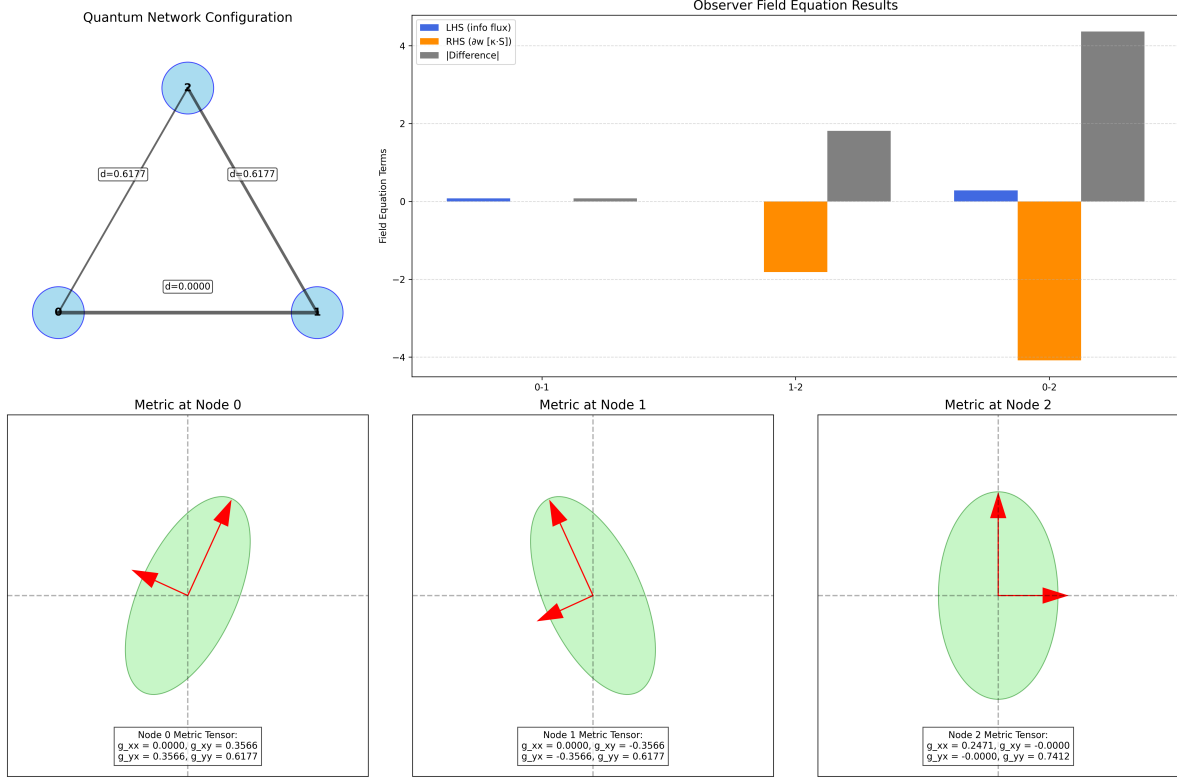 Quantum Network Configuration
2
d=0.6177
d=0.6177
d=0.0000
0
1
Observer Field Equation Results
LHS (info flux)
RHS (∂w [κ·S])
|Difference|
Field Equation Terms
4
2
0
−2
−4
0-1
1-2
0-2
Metric at Node 0
Node 0 Metric Tensor:
g_xx = 0.0000, g_xy = 0.3566
g_yx = 0.3566, g_yy = 0.6177
Metric at Node 1
Node 1 Metric Tensor:
g_xx = 0.0000, g_xy = -0.3566
g_yx = -0.3566, g_yy = 0.6177
Metric at Node 2
Node 2 Metric Tensor:
g_xx = 0.2471, g_xy = -0.0000
g_yx = -0.0000, g_yy = 0.7412